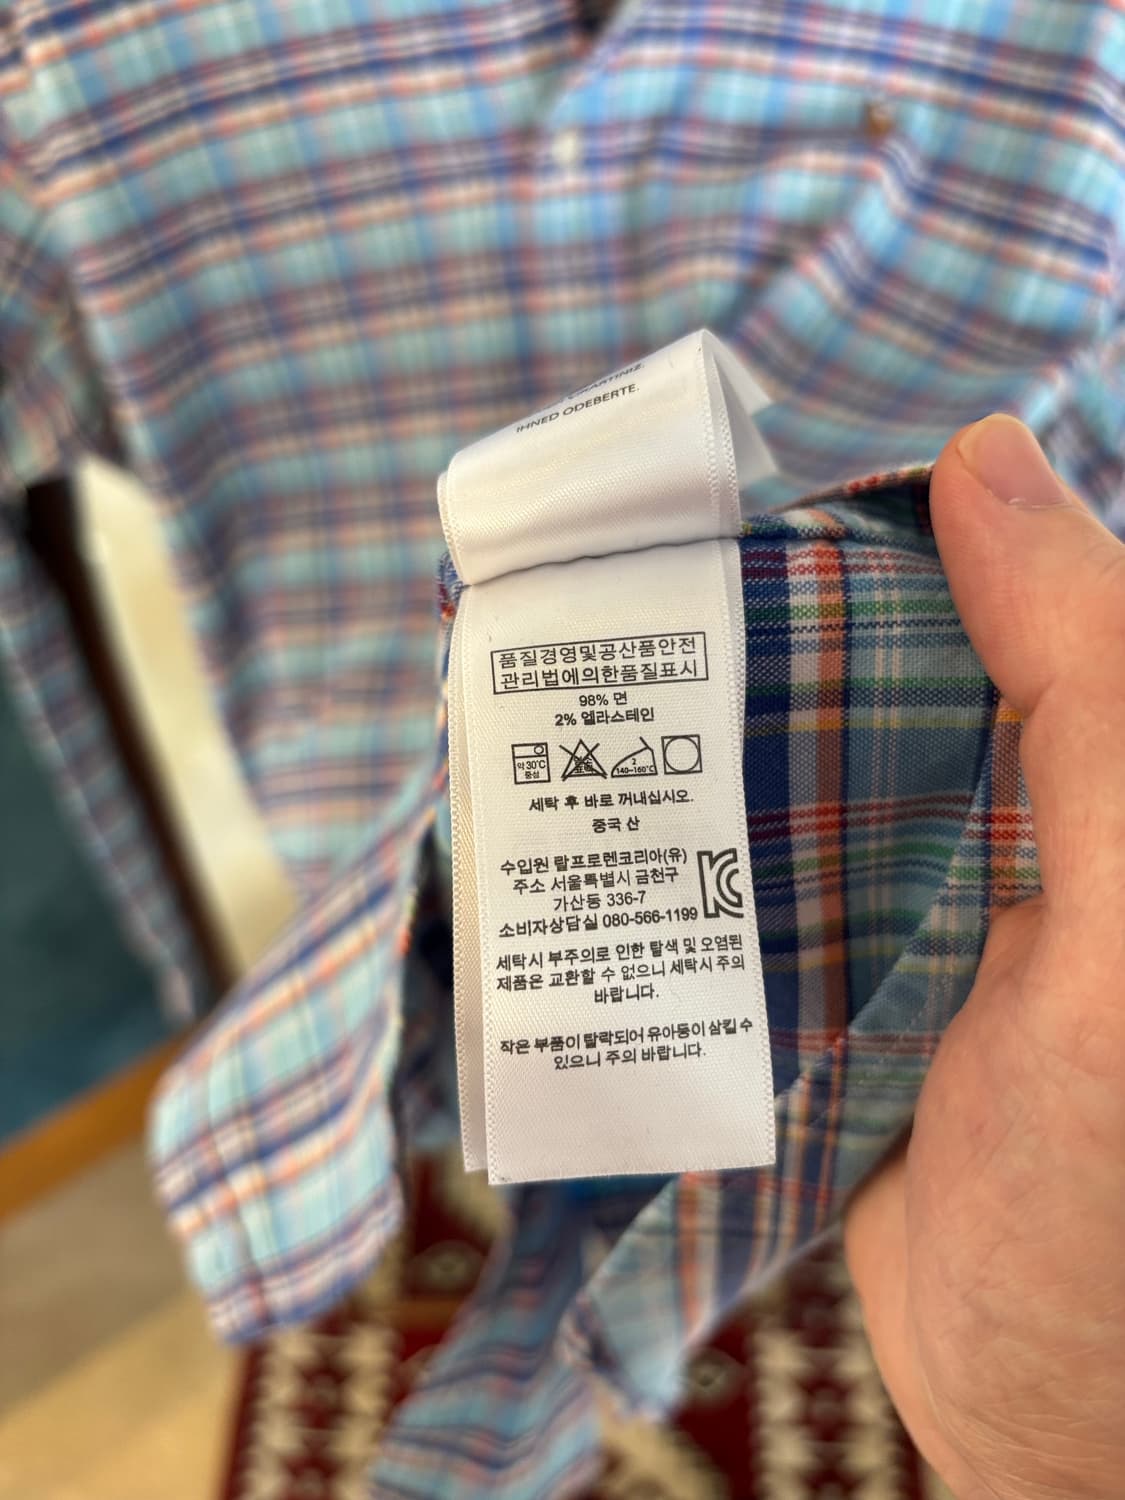 IHNED ODEBERTE.
품질경영및공산품안전
관리법에의한품질표시
98% 면
2% 엘라스테인
약30℃
중성
2
140~160℃
세탁 후 바로 꺼내십시오.
중국 산
수입원 랄프로렌코리아(유)
주소 서울특별시 금천구
가산동 336-7
소비자상담실 080-566-1199
세탁시 부주의로 인한 탈색 및 오염된
제품은 교환할 수 없으니 세탁시 주의
바랍니다.
작은 부품이 탈락되어 유아동이 삼킬 수
있으니 주의 바랍니다.